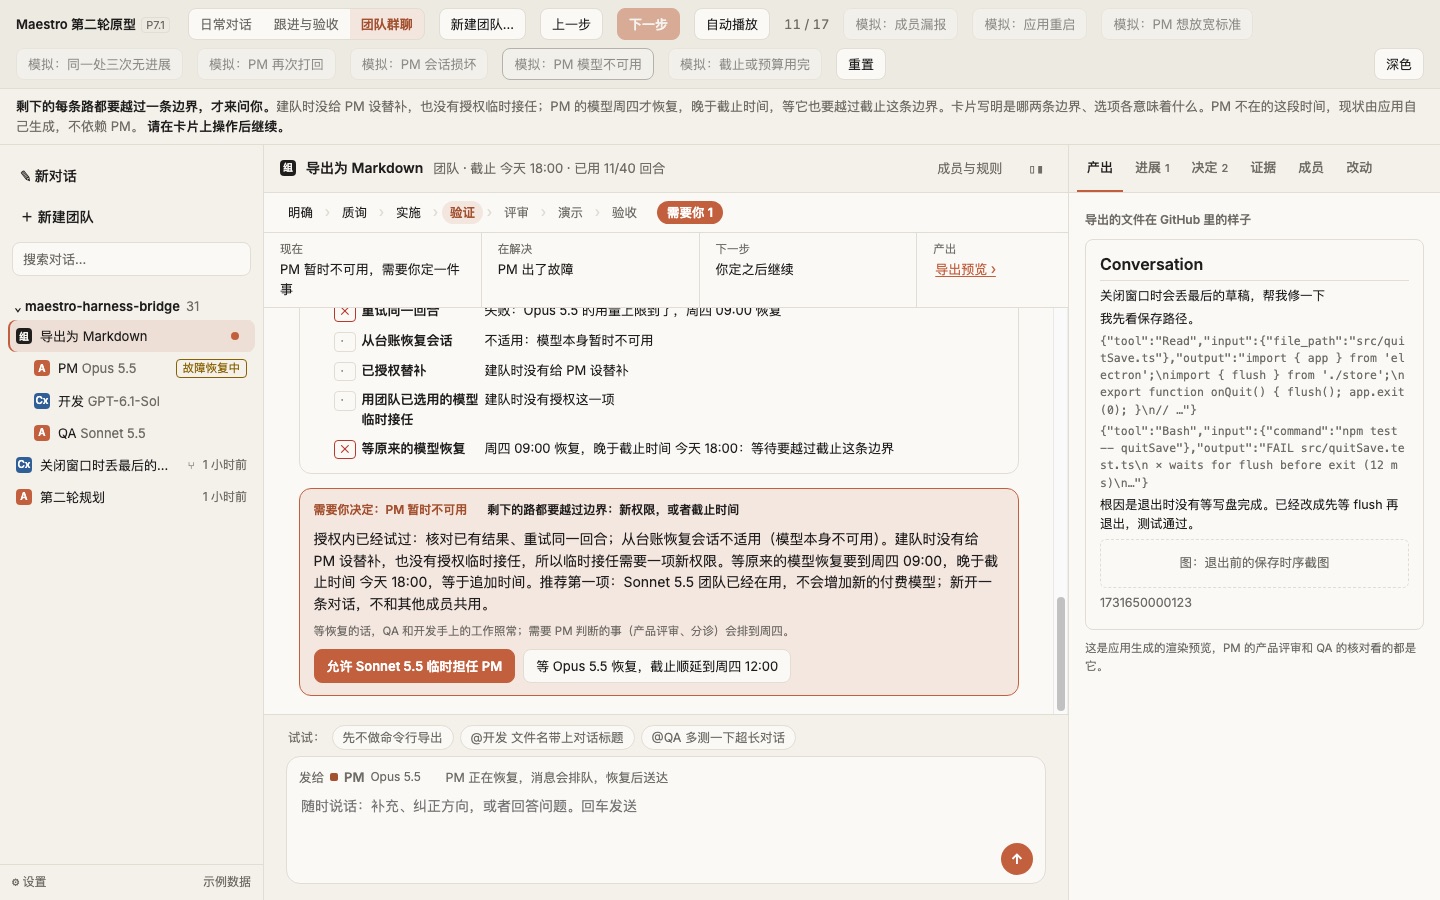 Maestro 第二轮原型 P7.1 日常对话 跟进与验收 团队群聊 新建团队... 上一步 下一步 自动播放 11 / 17 模拟：成员漏报 模拟：应用重启 模拟：PM 想放宽标准
模拟：同一处三次无进展 模拟：PM 再次打回 模拟：PM 会话损坏 模拟：PM 模型不可用 模拟：截止或预算用完 重置 深色
剩下的每条路都要越过一条边界，才来问你。建队时没给 PM 设替补，也没有授权临时接任；PM 的模型周四才恢复，晚于截止时间，等它也要越过截止这条边界。卡片写明是哪两条边界、选项各意味着什么。PM 不在的这段时间，现状由应用自
己生成，不依赖 PM。 请在卡片上操作后继续。
✎ 新对话
＋ 新建团队
搜索对话...
maestro-harness-bridge 31
组 导出为 Markdown
A PM Opus 5.5 故障恢复中
Cx 开发 GPT-6.1-Sol
A QA Sonnet 5.5
Cx 关闭窗口时丢最后的... 1 小时前
A 第二轮规划 1 小时前
设置 示例数据
组 导出为 Markdown 团队 · 截止 今天 18:00 · 已用 11/40 回合 成员与规则
明确 › 质询 › 实施 › 验证 › 评审 › 演示 › 验收 需要你 1
现在
PM 暂时不可用，需要你定一件
事
在解决
PM 出了故障
下一步
你定之后继续
产出
导出预览 ›
重试同一回合 失败：Opus 5.5 的用量上限到了，周四 09:00 恢复
从台账恢复会话 不适用：模型本身暂时不可用
已授权替补 建队时没有给 PM 设替补
用团队已选用的模型 建队时没有授权这一项
临时接任
等原来的模型恢复 周四 09:00 恢复，晚于截止时间 今天 18:00：等待要越过截止这条边界
需要你决定：PM 暂时不可用 剩下的路都要越过边界：新权限，或者截止时间
授权内已经试过：核对已有结果、重试同一回合；从台账恢复会话不适用（模型本身不可用）。建队时没有给
PM 设替补，也没有授权临时接任，所以临时接任需要一项新权限。等原来的模型恢复要到周四 09:00，晚于截
止时间 今天 18:00，等于追加时间。推荐第一项：Sonnet 5.5 团队已经在用，不会增加新的付费模型；新开一
条对话，不和其他成员共用。
等恢复的话，QA 和开发手上的工作照常；需要 PM 判断的事（产品评审、分诊）会排到周四。
允许 Sonnet 5.5 临时担任 PM 等 Opus 5.5 恢复，截止顺延到周四 12:00
试试： 先不做命令行导出 @开发 文件名带上对话标题 @QA 多测一下超长对话
发给 PM Opus 5.5 PM 正在恢复，消息会排队，恢复后送达
随时说话：补充、纠正方向，或者回答问题。回车发送
产出 进展 1 决定 2 证据 成员 改动
导出的文件在 GitHub 里的样子
Conversation
关闭窗口时会丢最后的草稿，帮我修一下
我先看保存路径。
{"tool":"Read","input":{"file_path":"src/qui
tSave.ts"},"output":"import { app } from 'el
ectron';\nimport { flush } from './store';\n
export function onQuit() { flush(); app.exit
(0); }\n// …"}
{"tool":"Bash","input":{"command":"npm test
-- quitSave"},"output":"FAIL src/quitSave.te
st.ts\n × waits for flush before exit (12 m
s)\n…"}
根因是退出时没有等写盘完成。已经改成先等 flush 再
退出，测试通过。
图：退出前的保存时序截图
1731650000123
这是应用生成的渲染预览，PM 的产品评审和 QA 的核对看的都是
它。